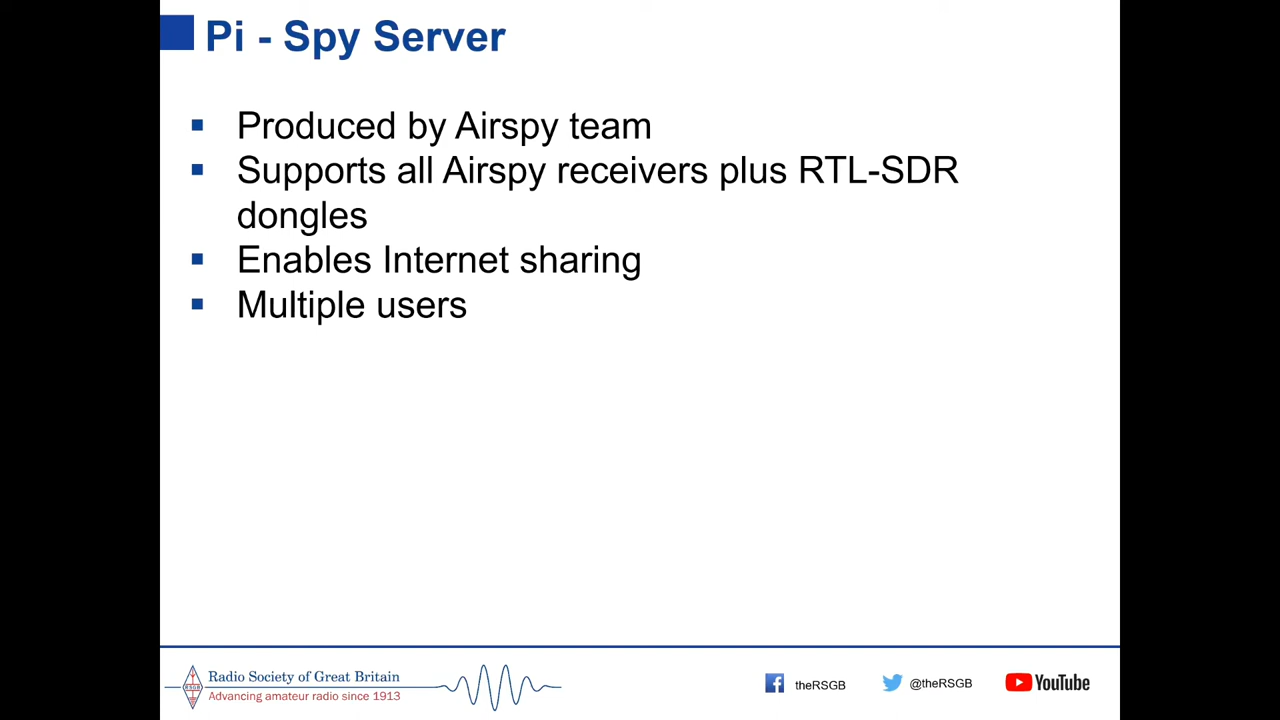 Pi - Spy Server
Produced by Airspy team
Supports all Airspy receivers plus RTL-SDR
dongles
Enables Internet sharing
Multiple users
RSGB
Radio Society of Great Britain
Advancing amateur radio since 1913
theRSGB
@theRSGB
YouTube